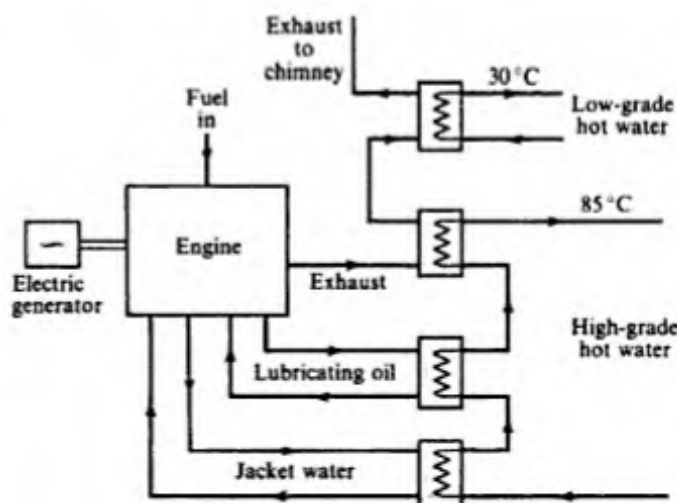 Exhaust
to
chimney
30°C
Low-grade
hot water
Fuel
in
85°C
Engine
Exhaust
Electric
generator
High-grade
hot water
Lubricating oil
Jacket water